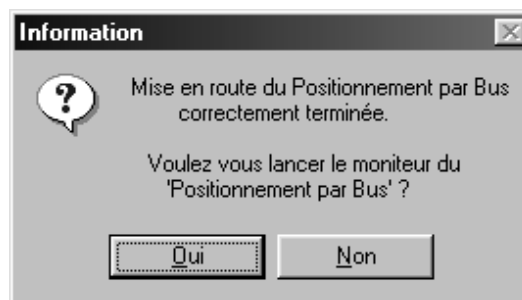 Information
Mise en route du Positionnement par Bus
correctement terminée.
Voulez vous lancer le moniteur du
'Positionnement par Bus' ?
Oui
Non